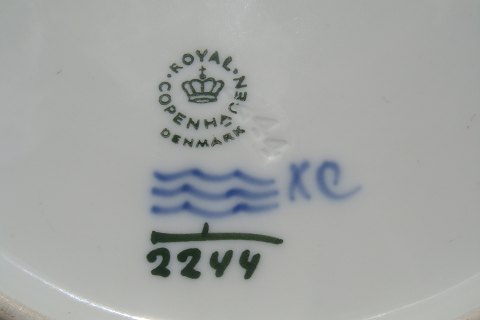 ROYAL COPENHAGEN
DENMARK
KC
2244